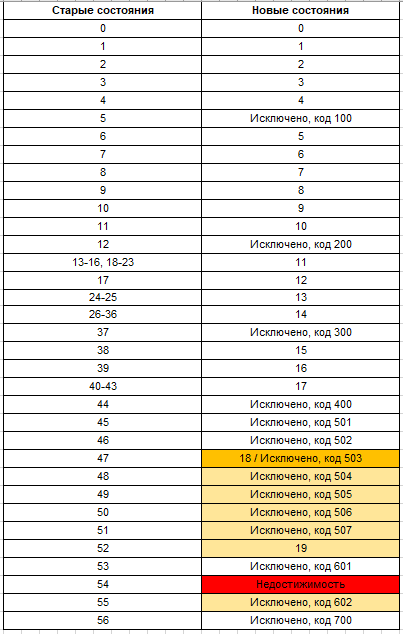 Старые состояния Новые состояния
0 0
1 1
2 2
3 3
4 4
5 Исключено, код 100
6 5
7 6
8 7
9 8
10 9
11 10
12 Исключено, код 200
13-16, 18-23 11
17 12
24-25 13
26-36 14
37 Исключено, код 300
38 15
39 16
40-43 17
44 Исключено, код 400
45 Исключено, код 501
46 Исключено, код 502
47 18 / Исключено, код 503
48 Исключено, код 504
49 Исключено, код 505
50 Исключено, код 506
51 Исключено, код 507
52 19
53 Исключено, код 601
54 Недостижимость
55 Исключено, код 602
56 Исключено, код 700